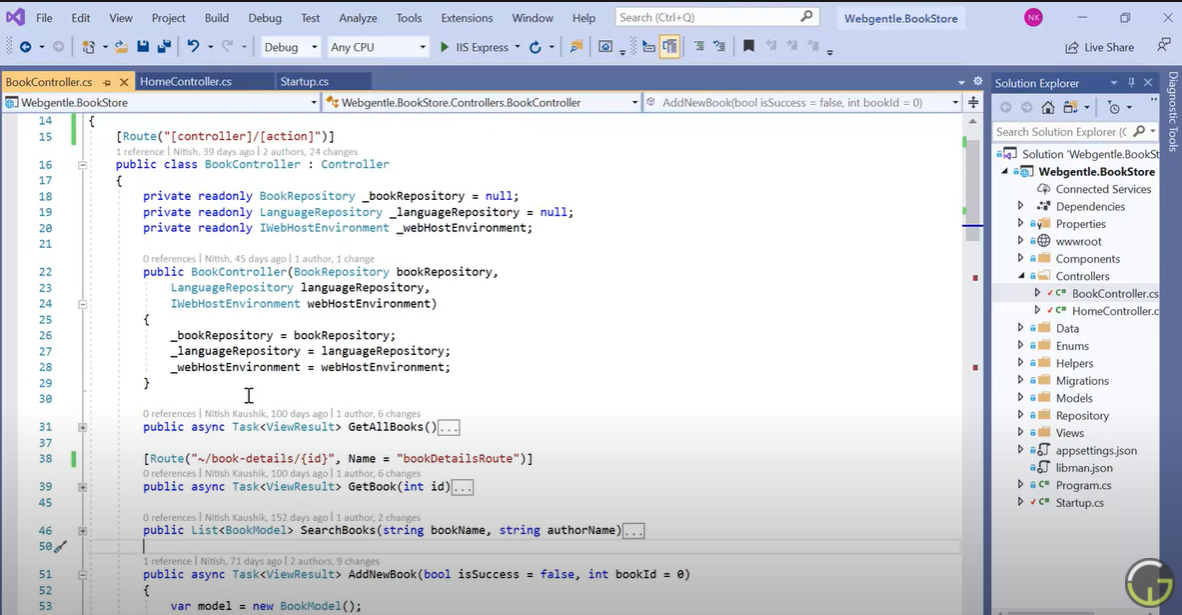 File Edit View Project Build Debug Test Analyze Tools Extensions Window Help Search (Ctrl+Q) Webgentle.BookStore NK
Debug Any CPU IIS Express Live Share
BookController.cs HomeController.cs Startup.cs
Webgentle.BookStore Webgentle.BookStore.Controllers.BookController AddNewBook(bool isSuccess = false, int bookId = 0)
14 {
15 [Route("[controller]/[action]")]
1 reference | Nitish, 39 days ago | 2 authors, 24 changes
16 public class BookController : Controller
17 {
18 private readonly BookRepository _bookRepository = null;
19 private readonly LanguageRepository _languageRepository = null;
20 private readonly IWebHostEnvironment _webHostEnvironment;
21
0 references | Nitish, 45 days ago | 1 author, 1 change
22 public BookController(BookRepository bookRepository,
23 LanguageRepository languageRepository,
24 IWebHostEnvironment webHostEnvironment)
25 {
26 _bookRepository = bookRepository;
27 _languageRepository = languageRepository;
28 _webHostEnvironment = webHostEnvironment;
29 }
30
0 references | Nitish Kaushik, 100 days ago | 1 author, 6 changes
31 public async Task<ViewResult> GetAllBooks()...
37
38 [Route("~/book-details/{id}", Name = "bookDetailsRoute")]
0 references | Nitish Kaushik, 100 days ago | 1 author, 6 changes
39 public async Task<ViewResult> GetBook(int id)...
45
0 references | Nitish Kaushik, 152 days ago | 1 author, 2 changes
46 public List<BookModel> SearchBooks(string bookName, string authorName)...
50
1 reference | Nitish, 71 days ago | 2 authors, 9 changes
51 public async Task<ViewResult> AddNewBook(bool isSuccess = false, int bookId = 0)
52 {
53 var model = new BookModel();
Solution Explorer
Search Solution Explorer (C
Solution 'Webgentle.BookSt
Webgentle.BookStore
Connected Services
Dependencies
Properties
wwwroot
Components
Controllers
BookController.cs
HomeController.c
Data
Enums
Helpers
Migrations
Models
Repository
Views
appsettings.json
libman.json
Program.cs
Startup.cs
Diagnostic Tools